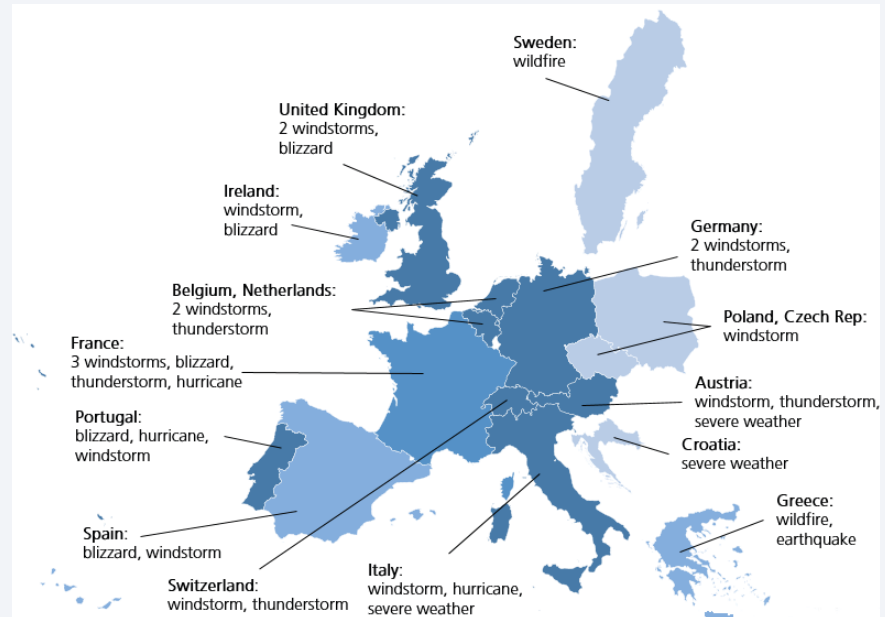 Sweden:
wildfire
United Kingdom:
2 windstorms,
blizzard
Ireland:
windstorm,
blizzard
Germany:
2 windstorms,
thunderstorm
Belgium, Netherlands:
2 windstorms,
thunderstorm
Poland, Czech Rep:
windstorm
France:
3 windstorms, blizzard,
thunderstorm, hurricane
Austria:
windstorm, thunderstorm,
severe weather
Portugal:
blizzard, hurricane,
windstorm
Croatia:
severe weather
Greece:
wildfire,
earthquake
Spain:
blizzard, windstorm
Italy:
windstorm, hurricane,
severe weather
Switzerland:
windstorm, thunderstorm